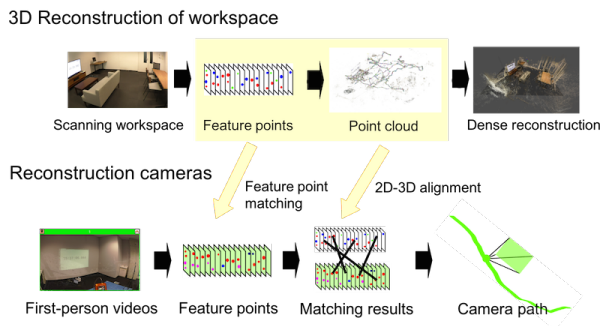 3D Reconstruction of workspace
Scanning workspace
Feature points
Point cloud
Dense reconstruction
Reconstruction cameras
Feature point
matching
2D-3D alignment
First-person videos
Feature points
Matching results
Camera path